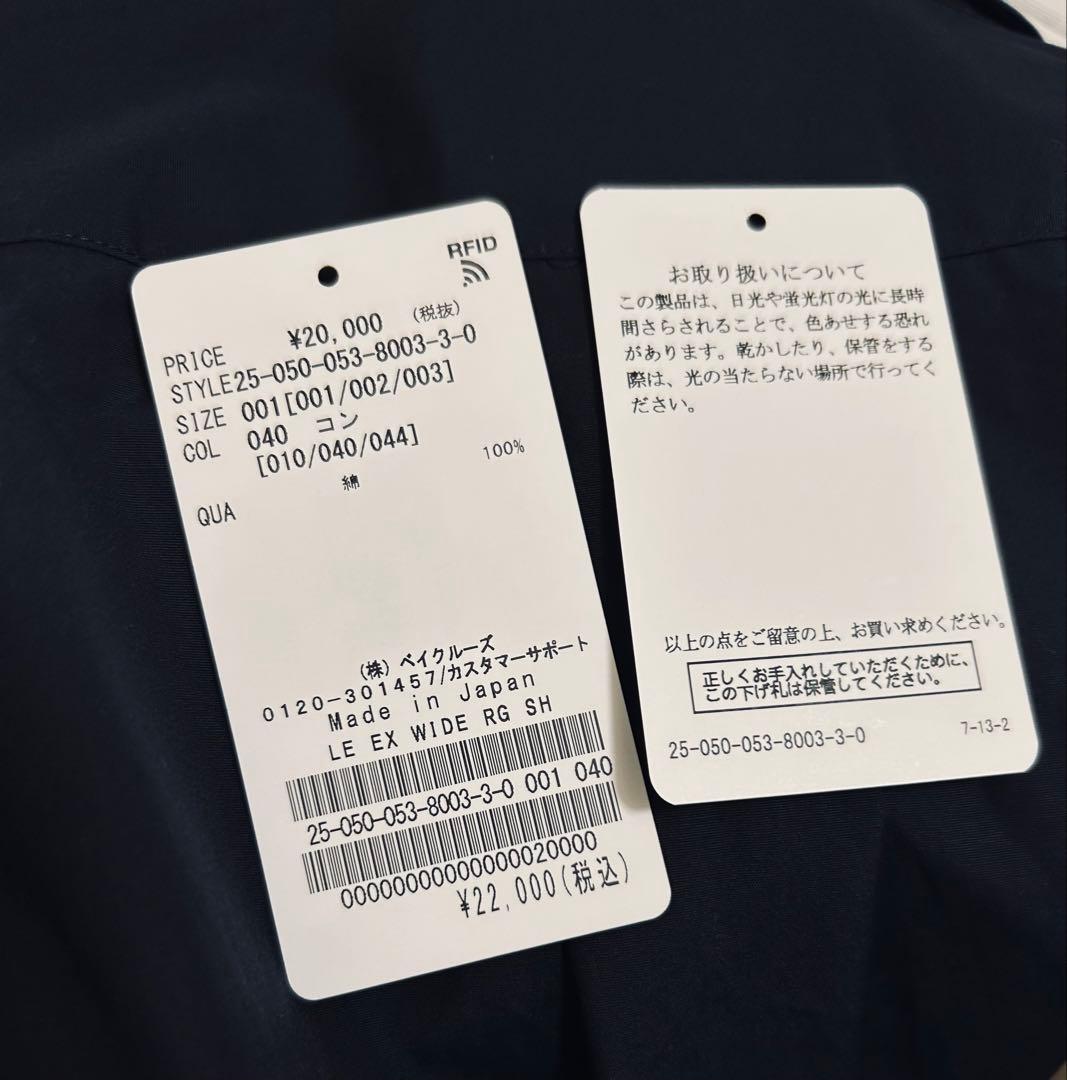 RFID
PRICE ¥20,000 (税抜)
STYLE25-050-053-8003-3-0
SIZE 001[001/002/003]
COL 040 コン
[010/040/044]
綿 100%
QUA
(株) ベイクルーズ
0120-301457/カスタマーサポート
Made in Japan
LE EX WIDE RG SH
25-050-053-8003-3-0 001 040
00000000000000020000
¥22,000(税込)
お取り扱いについて
この製品は、日光や蛍光灯の光に長時
間さらされることで、色あせする恐れ
があります。乾かしたり、保管をする
際は、光の当たらない場所で行ってく
ださい。
以上の点をご留意の上、お買い求めください。
正しくお手入れしていただくために、
この下げ札は保管してください。
25-050-053-8003-3-0 7-13-2